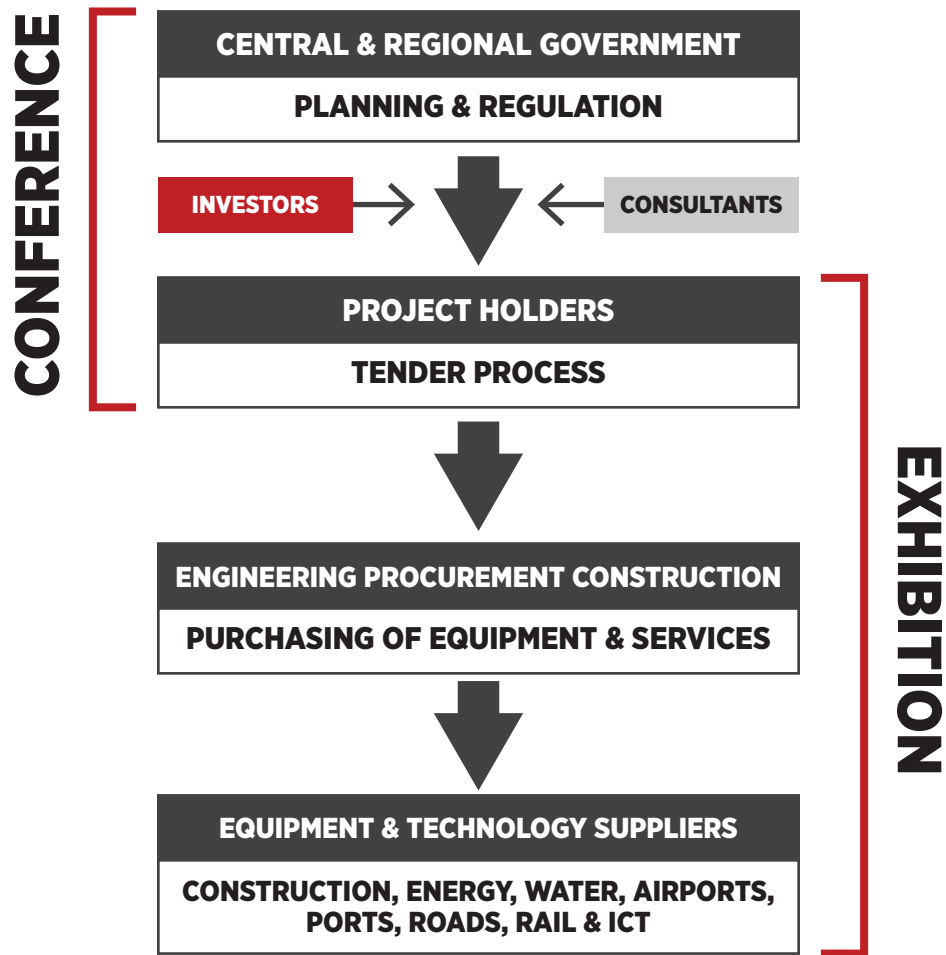 CONFERENCE
CENTRAL & REGIONAL GOVERNMENT
PLANNING & REGULATION
INVESTORS
CONSULTANTS
PROJECT HOLDERS
TENDER PROCESS
EXHIBITION
ENGINEERING PROCUREMENT CONSTRUCTION
PURCHASING OF EQUIPMENT & SERVICES
EQUIPMENT & TECHNOLOGY SUPPLIERS
CONSTRUCTION, ENERGY, WATER, AIRPORTS,
PORTS, ROADS, RAIL & ICT